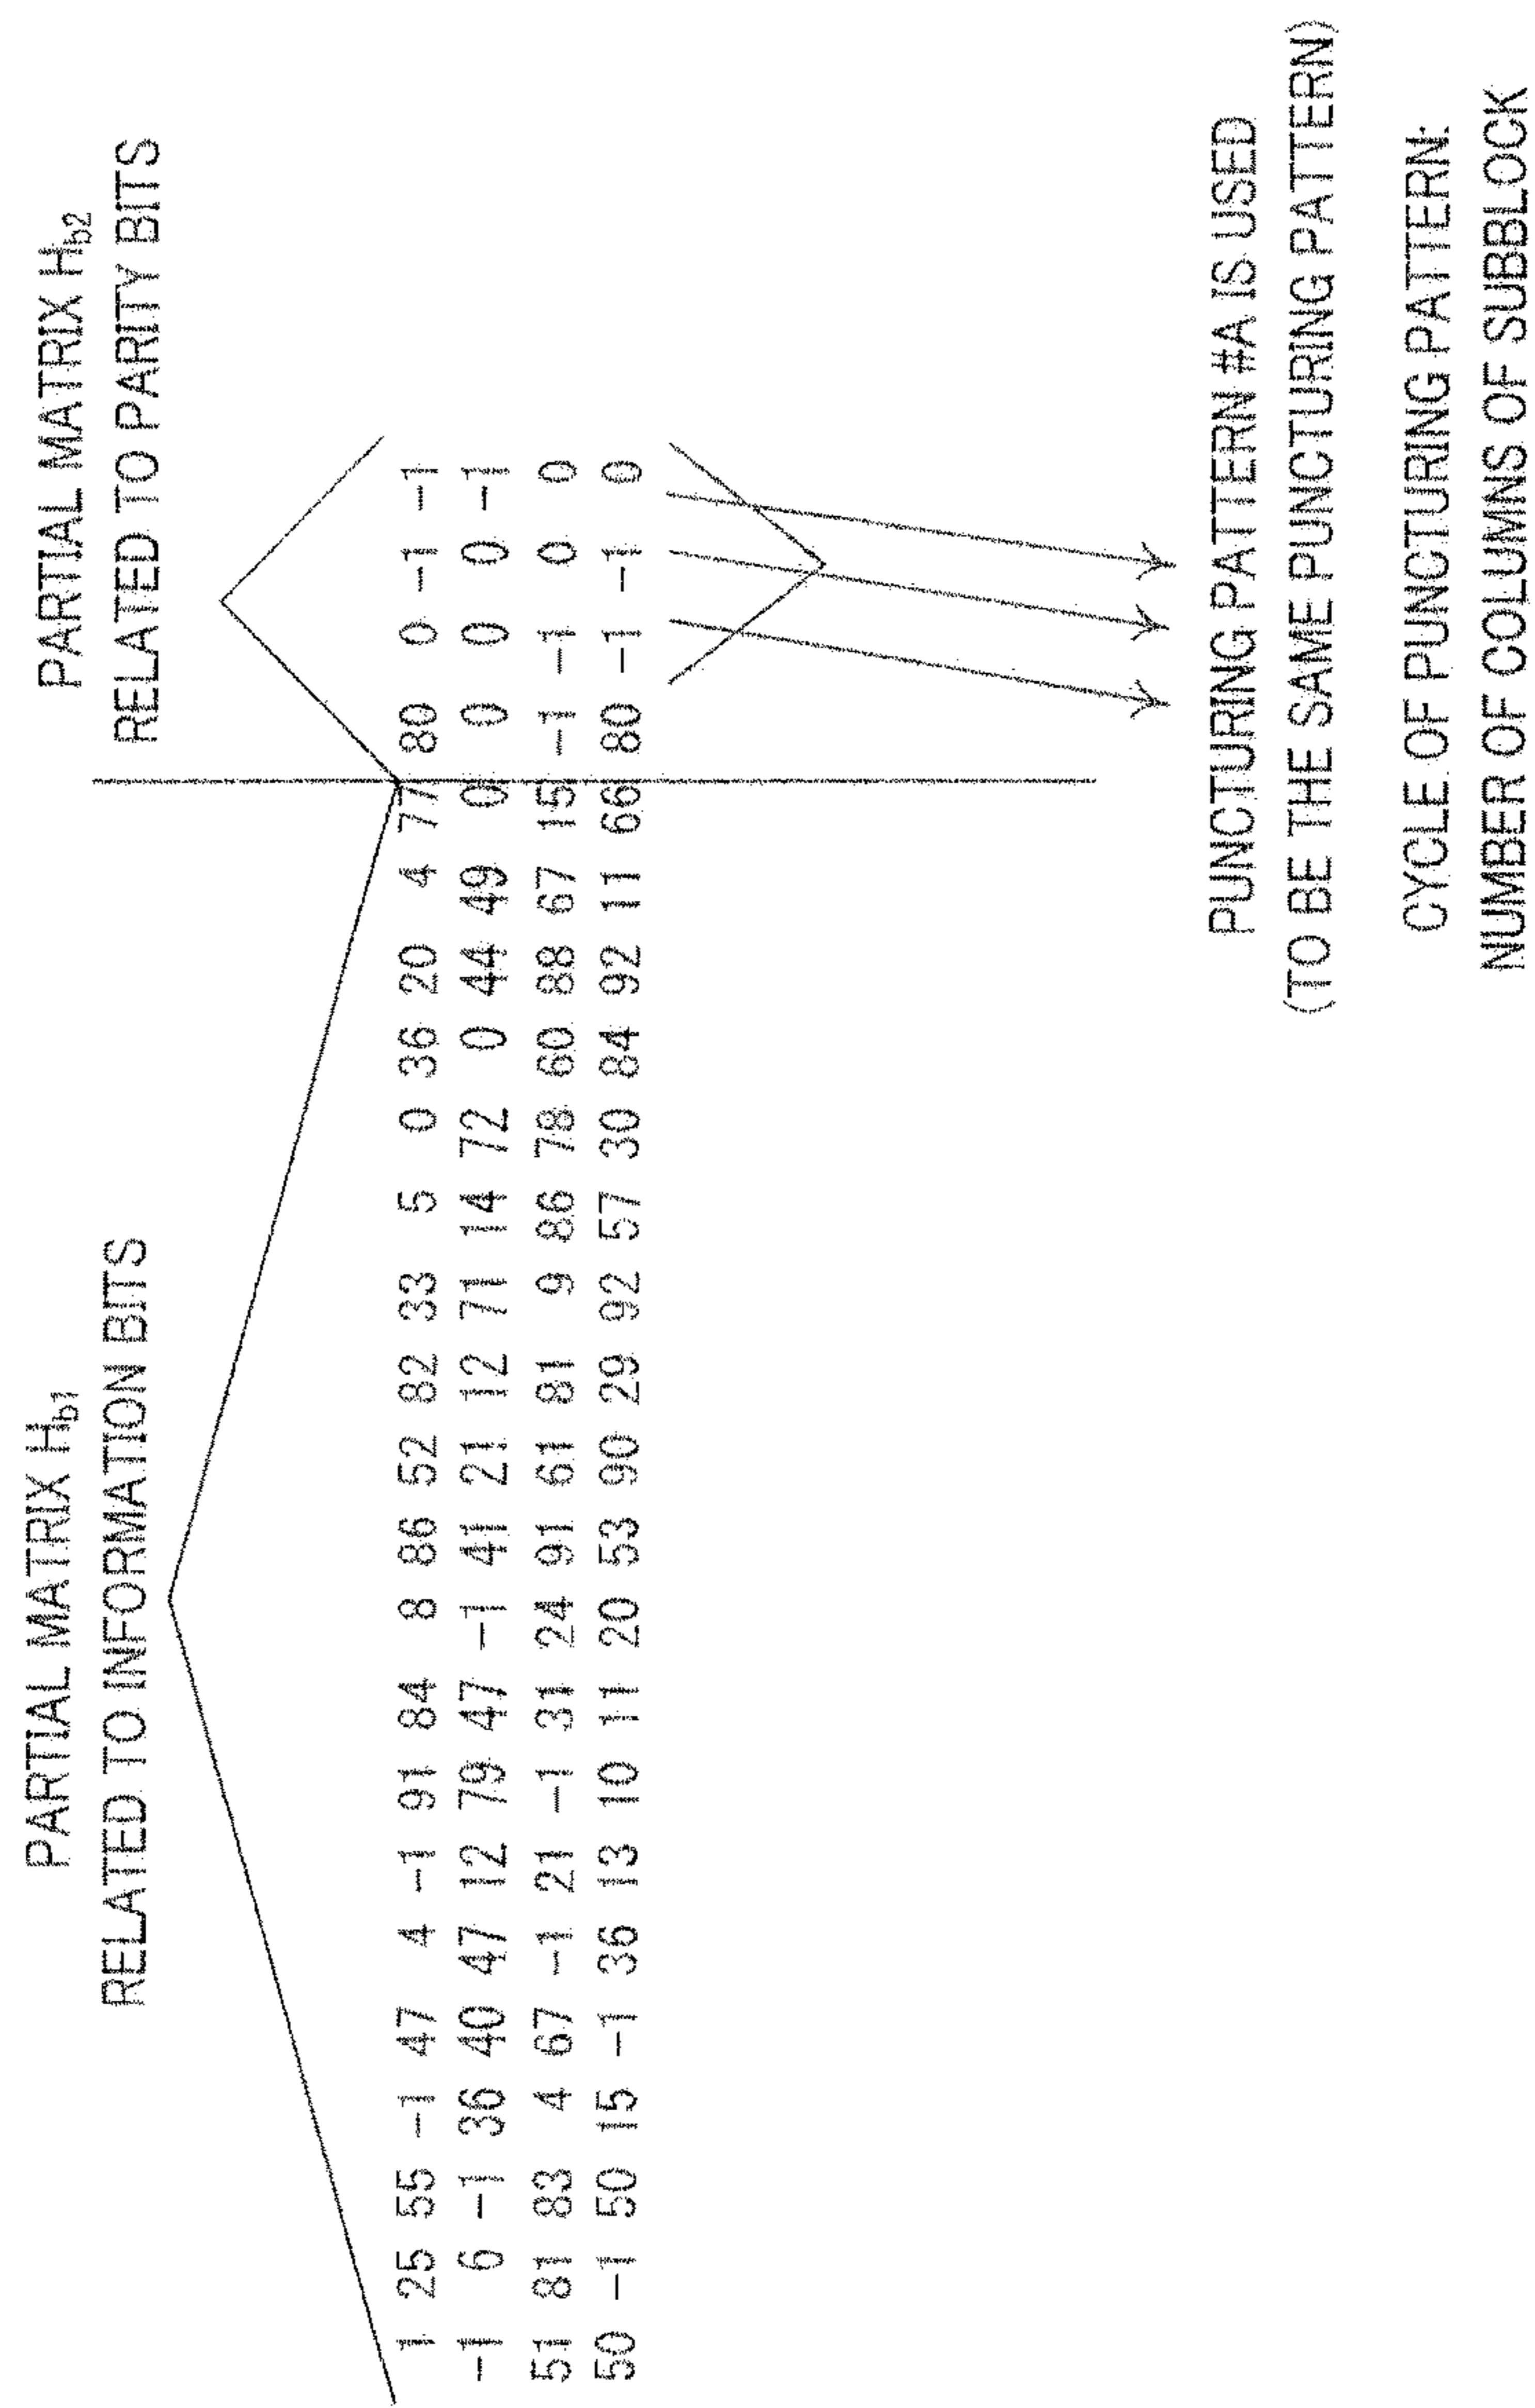 PARTIAL MATRIX Hb1
RELATED TO INFORMATION BITS
PARTIAL MATRIX Hb2
RELATED TO PARITY BITS
1 25 55 -1 47 4 -1 91 84 8 86 52 82 33 5 0 36 20 4 77 80 0 -1 -1
-1 6 -1 36 40 47 12 79 47 -1 41 21 12 71 14 72 0 44 49 0 0 0 0 -1
51 81 83 4 67 -1 21 -1 31 24 91 61 81 9 86 78 60 88 67 15 -1 -1 0 0
50 -1 50 15 -1 36 13 10 11 20 53 90 29 92 57 30 84 92 11 66 80 -1 -1 0
PUNCTURING PATTERN #A IS USED
(TO BE THE SAME PUNCTURING PATTERN)
CYCLE OF PUNCTURING PATTERN:
NUMBER OF COLUMNS OF SUBBLOCK